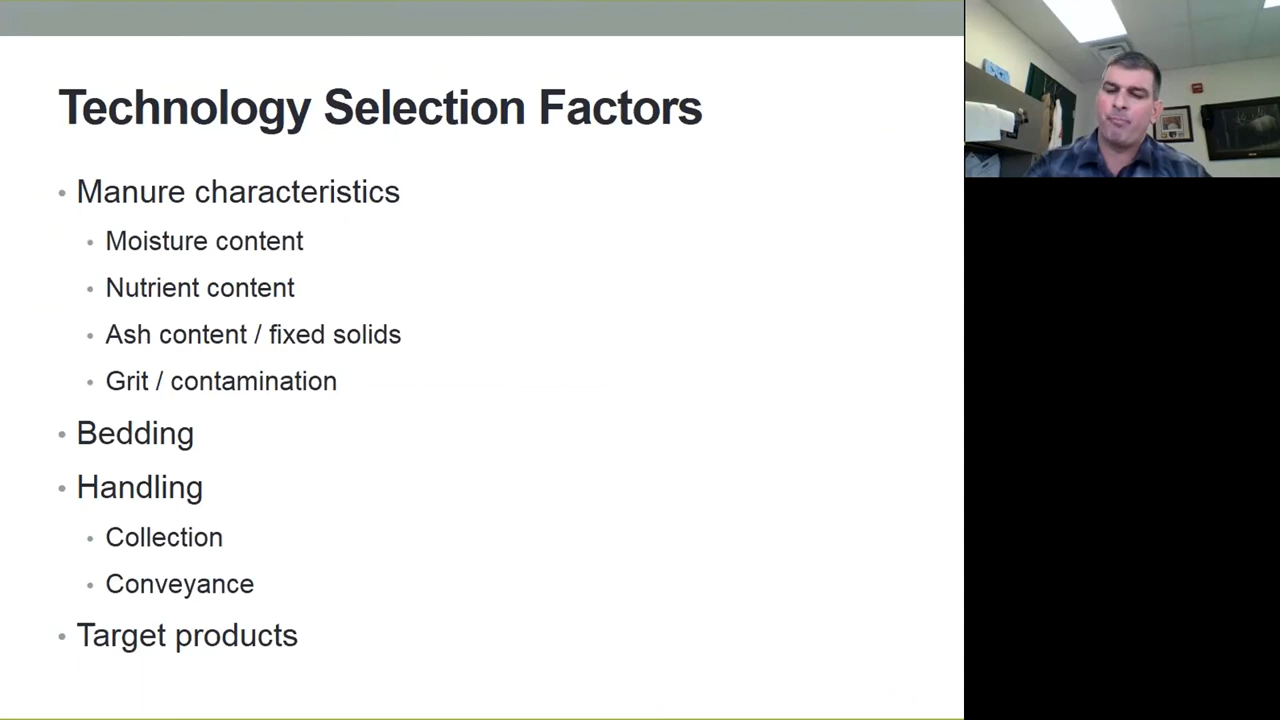 Technology Selection Factors
• Manure characteristics
• Moisture content
• Nutrient content
• Ash content / fixed solids
• Grit / contamination
• Bedding
• Handling
• Collection
• Conveyance
• Target products